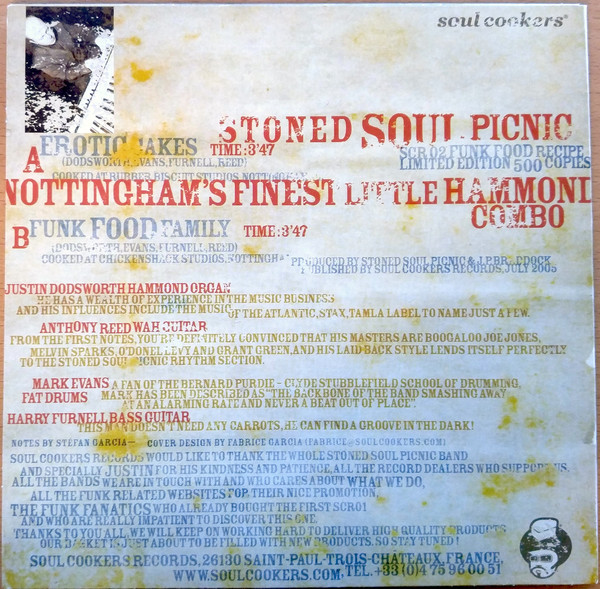 soul cookers®
STONED SOUL PICNIC
A EROTIC CAKES TIME: 3'47
SCR 02 FUNK FOOD RECIPE
(DODSWORTH, EVANS, FURNELL, REED)
LIMITED EDITION 500 COPIES
COOKED AT RUBBER BISCUIT STUDIOS NOTTINGHAM
NOTTINGHAM'S FINEST LITTLE HAMMOND
COMBO
B FUNK FOOD FAMILY TIME: 3'47
(DODSWORTH, EVANS, FURNELL, REED)
COOKED AT CHICKENSHACK STUDIOS, NOTTINGHAM
PRODUCED BY STONED SOUL PICNIC & J.P. BRADDOCK
PUBLISHED BY SOUL COOKERS RECORDS, JULY 2005
JUSTIN DODSWORTH HAMMOND ORGAN
HE HAS A WEALTH OF EXPERIENCE IN THE MUSIC BUSINESS
AND HIS INFLUENCES INCLUDE THE MUSIC OF THE ATLANTIC, STAX, TAMLA LABEL TO NAME JUST A FEW.
ANTHONY REED WAH GUITAR
FROM THE FIRST NOTES, YOU'RE DEFINITELY CONVINCED THAT HIS MASTERS ARE BOOGALOO JOE JONES,
MELVIN SPARKS, O'DONEL LEVY AND GRANT GREEN, AND HIS LAID BACK STYLE LENDS ITSELF PERFECTLY
TO THE STONED SOUL PICNIC RHYTHM SECTION.
MARK EVANS A FAN OF THE BERNARD PURDIE - CLYDE STUBBLEFIELD SCHOOL OF DRUMMING,
FAT DRUMS MARK HAS BEEN DESCRIBED AS "THE BACKBONE OF THE BAND SMASHING AWAY
AT AN ALARMING RATE AND NEVER A BEAT OUT OF PLACE".
HARRY FURNELL BASS GUITAR
THIS MAN DOESN'T NEED ANY CARROTS, HE CAN FIND A GROOVE IN THE DARK!
NOTES BY STEFAN GARCIA — COVER DESIGN BY FABRICE GARCIA (FABRICE@SOULCOOKERS.COM)
SOUL COOKERS RECORDS WOULD LIKE TO THANK THE WHOLE STONED SOUL PICNIC BAND
AND SPECIALLY JUSTIN FOR HIS KINDNESS AND PATIENCE, ALL THE RECORD DEALERS WHO SUPPORT US,
ALL THE BANDS WE ARE IN TOUCH WITH AND WHO CARES ABOUT WHAT WE DO,
ALL THE FUNK RELATED WEBSITES FOR THEIR NICE PROMOTION,
ALL THE FUNK FANATICS WHO ALREADY BOUGHT THE FIRST SCR01
AND WHO ARE REALLY IMPATIENT TO DISCOVER THIS ONE.
THANKS TO YOU ALL, WE WILL KEEP ON WORKING HARD TO DELIVER HIGH QUALITY PRODUCTS
OUR BASKET IS JUST ABOUT TO BE FILLED WITH NEW PRODUCTS. SO STAY TUNED!
SOUL COOKERS RECORDS, 26130 SAINT-PAUL-TROIS-CHÂTEAUX, FRANCE,
WWW.SOULCOOKERS.COM, TEL. +33 (0)4 75 96 00 51